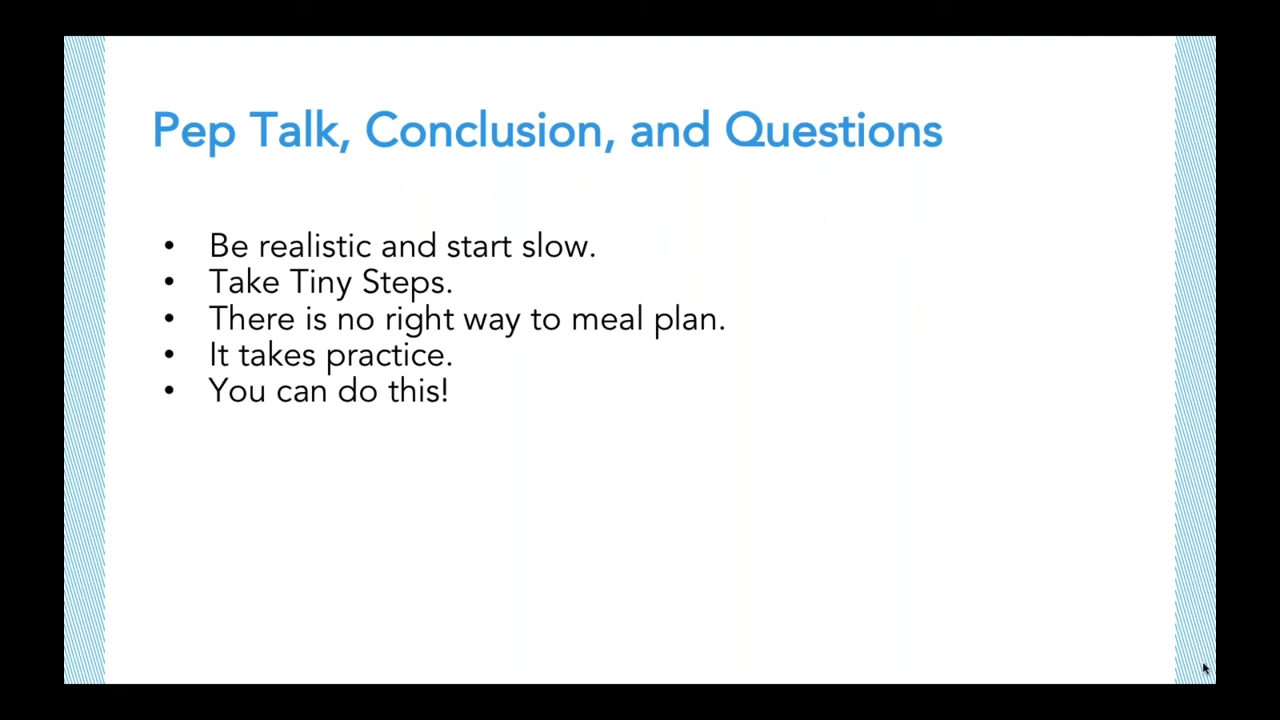 Pep Talk, Conclusion, and Questions
• Be realistic and start slow.
• Take Tiny Steps.
• There is no right way to meal plan.
• It takes practice.
• You can do this!